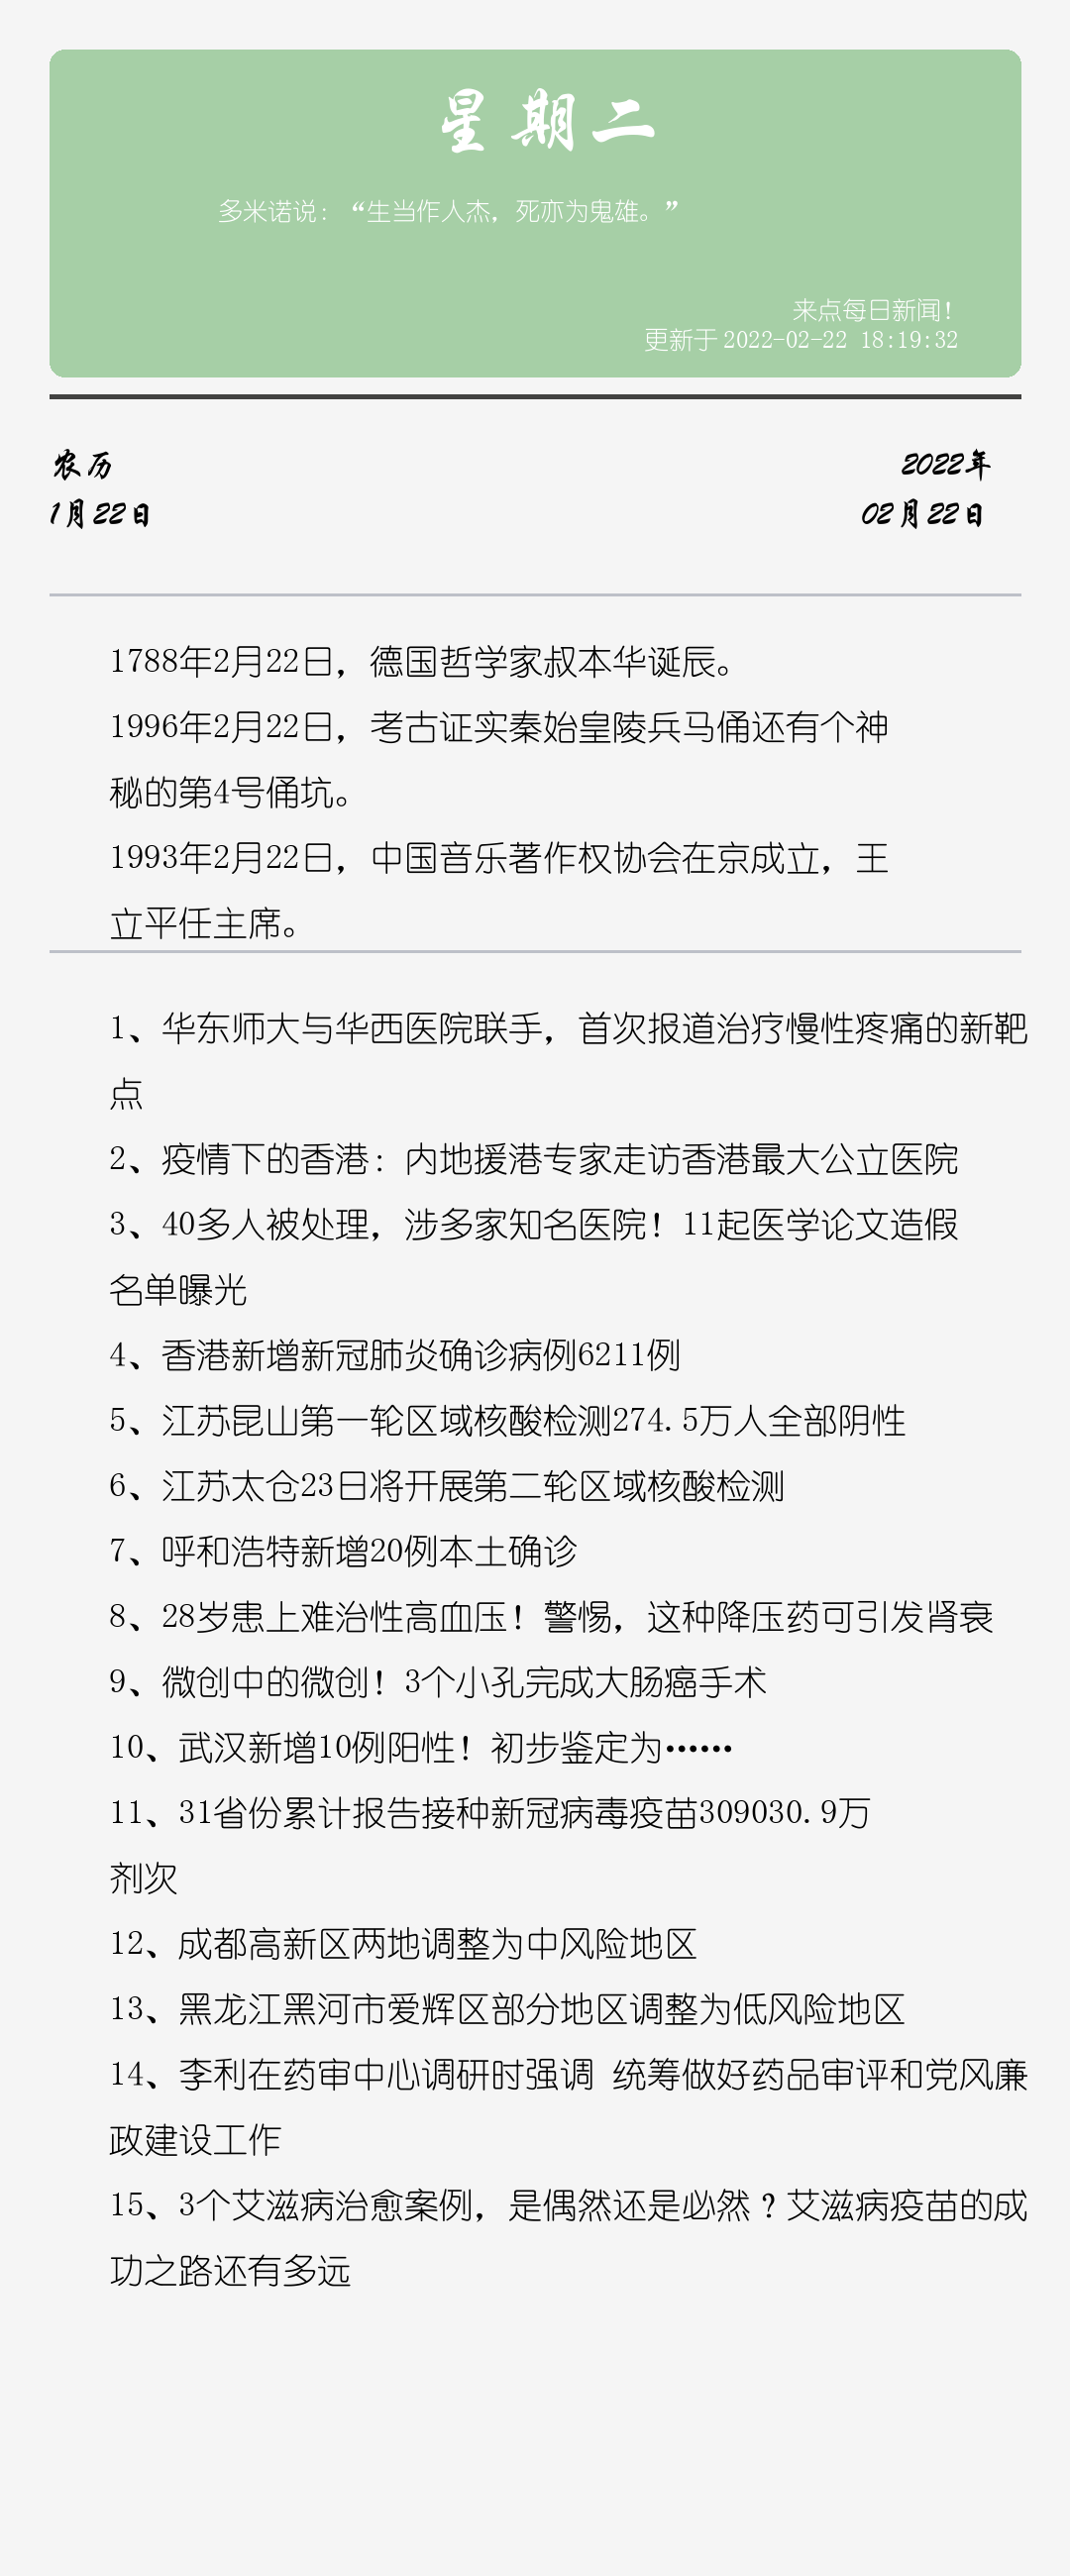 星期二
多米诺说：“生当作人杰，死亦为鬼雄。”
来点每日新闻！
更新于 2022-02-22 18:19:32
农历
2022年
1月22日
02月22日
1788年2月22日，德国哲学家叔本华诞辰。
1996年2月22日，考古证实秦始皇陵兵马俑还有个神
秘的第4号俑坑。
1993年2月22日，中国音乐著作权协会在京成立，王
立平任主席。
1、华东师大与华西医院联手，首次报道治疗慢性疼痛的新靶
点
2、疫情下的香港：内地援港专家走访香港最大公立医院
3、40多人被处理，涉多家知名医院！11起医学论文造假
名单曝光
4、香港新增新冠肺炎确诊病例6211例
5、江苏昆山第一轮区域核酸检测274.5万人全部阴性
6、江苏太仓23日将开展第二轮区域核酸检测
7、呼和浩特新增20例本土确诊
8、28岁患上难治性高血压！警惕，这种降压药可引发肾衰
9、微创中的微创！3个小孔完成大肠癌手术
10、武汉新增10例阳性！初步鉴定为……
11、31省份累计报告接种新冠病毒疫苗309030.9万
剂次
12、成都高新区两地调整为中风险地区
13、黑龙江黑河市爱辉区部分地区调整为低风险地区
14、李利在药审中心调研时强调 统筹做好药品审评和党风廉
政建设工作
15、3个艾滋病治愈案例，是偶然还是必然？艾滋病疫苗的成
功之路还有多远